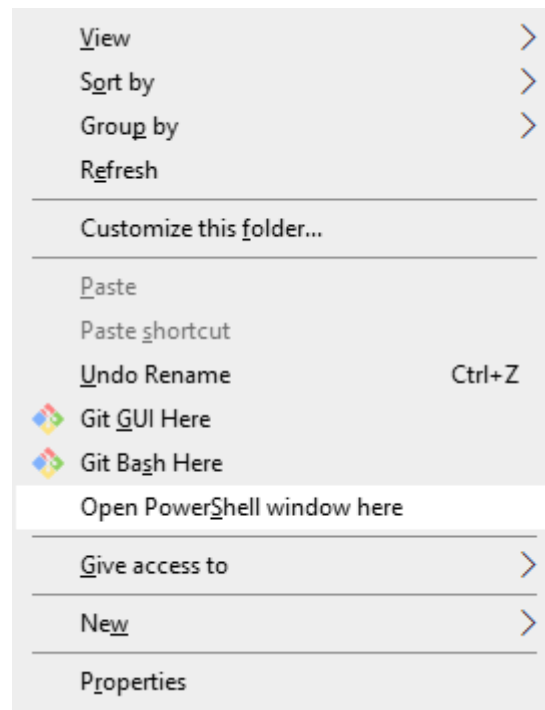 View
Sort by
Group by
Refresh
Customize this folder...
Paste
Paste shortcut
Undo Rename Ctrl+Z
Git GUI Here
Git Bash Here
Open PowerShell window here
Give access to
New
Properties